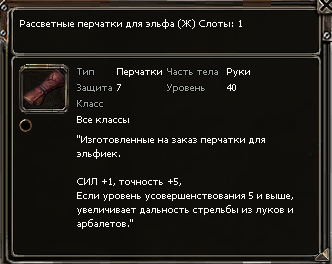 Рассветные перчатки для эльфа (Ж) Слоты: 1
Тип Перчатки Часть тела Руки
Защита 7 Уровень 40
Класс
Все классы
"Изготовленные на заказ перчатки для
эльфиек.
СИЛ +1, точность +5,
Если уровень усовершенствования 5 и выше,
увеличивает дальность стрельбы из луков и
арбалетов."